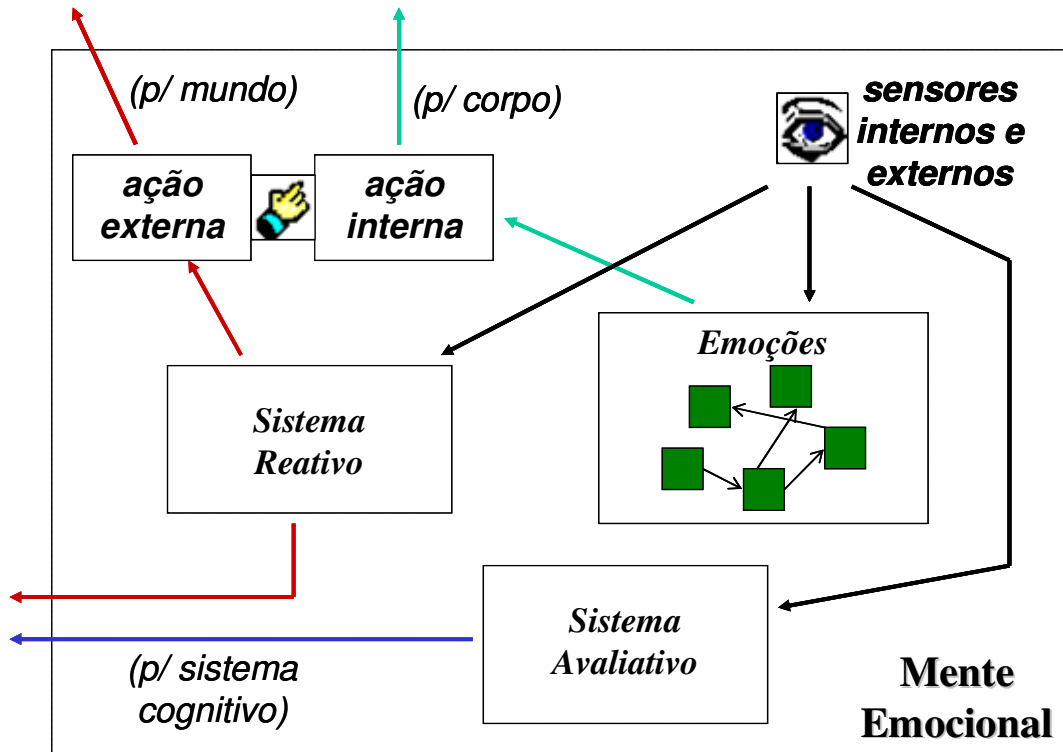 (p/ mundo)
(p/ corpo)
sensores
internos e
externos
ação
externa
ação
interna
Emoções
Sistema
Reativo
Sistema
Avaliativo
(p/ sistema
cognitivo)
Mente
Emocional